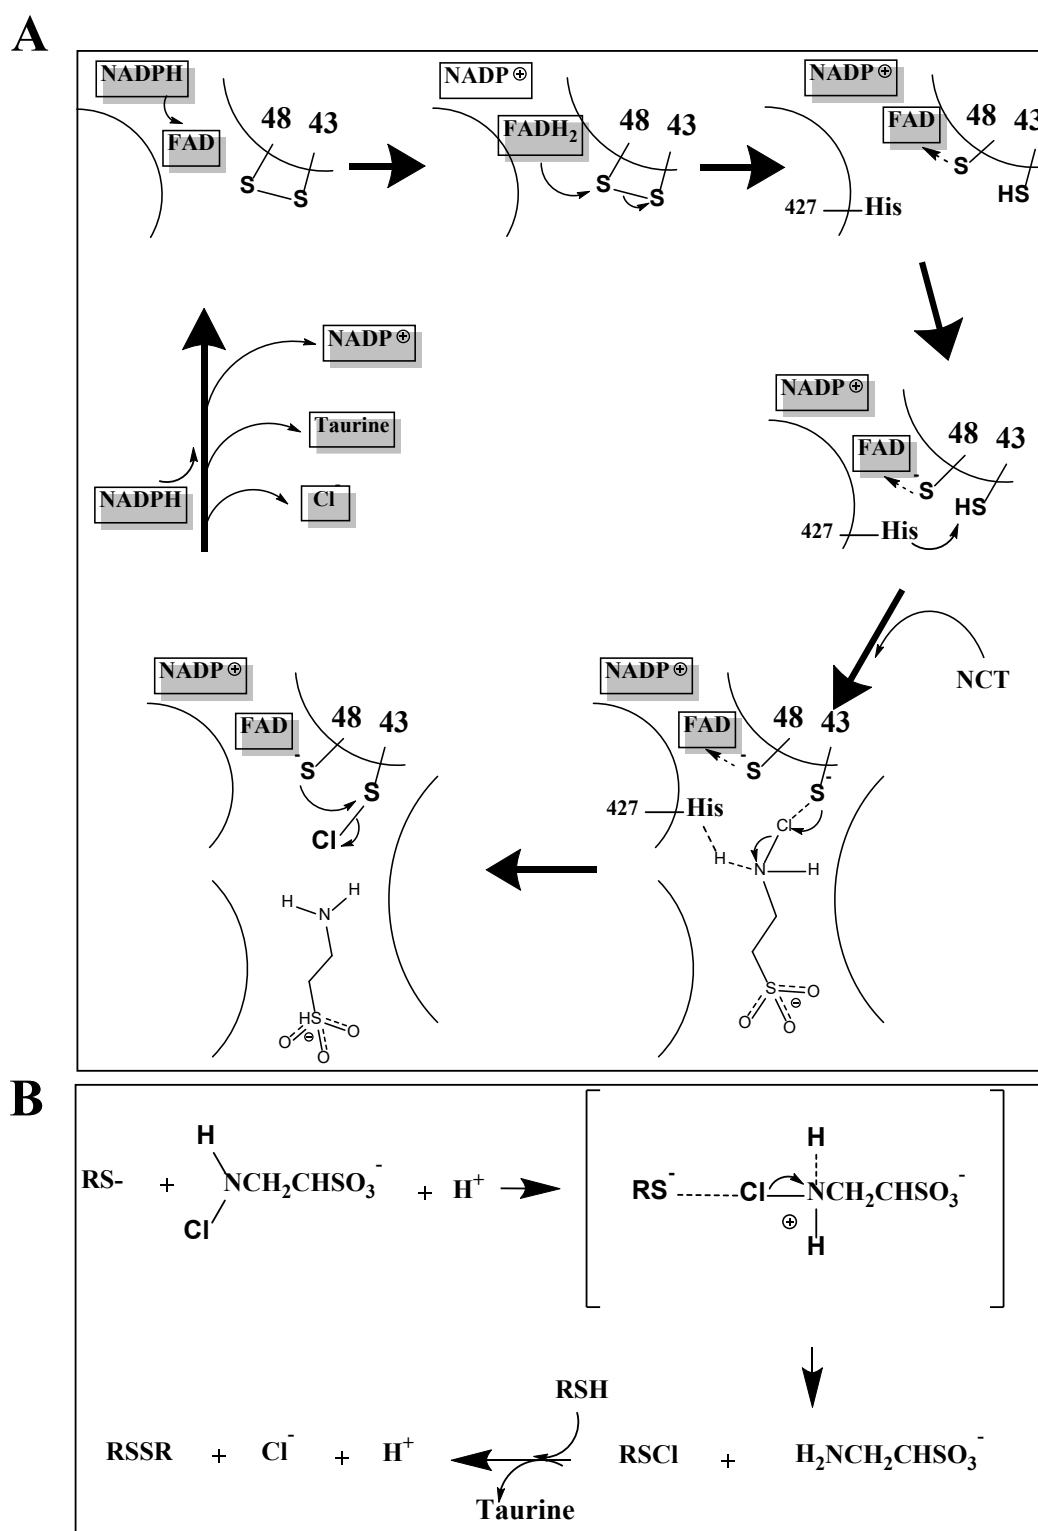 A
NADPH
FAD
48 43
S S
NADP⊕
FADH₂
48 43
S S
NADP⊕
FAD
48 43
S
HS
427 His
NADP⊕
FAD
48 43
S⁻
HS
427 His
NCT
NADP⊕
FAD
48 43
S⁻
S⁻
427 His
Cl
H N H
S O
O O
⊖
NADP⊕
FAD
48 43
S⁻
S
Cl
H H
N
HS O
O O
⊖
NADPH
NADP⊕
Taurine
Cl⁻
B
RS- + H Cl NCH₂CHSO₃⁻ + H⁺
RS⁻ Cl NCH₂CHSO₃⁻
H
H
⊕
RSH
RSSR + Cl⁻ + H⁺ RSCl + H₂NCH₂CHSO₃⁻
Taurine